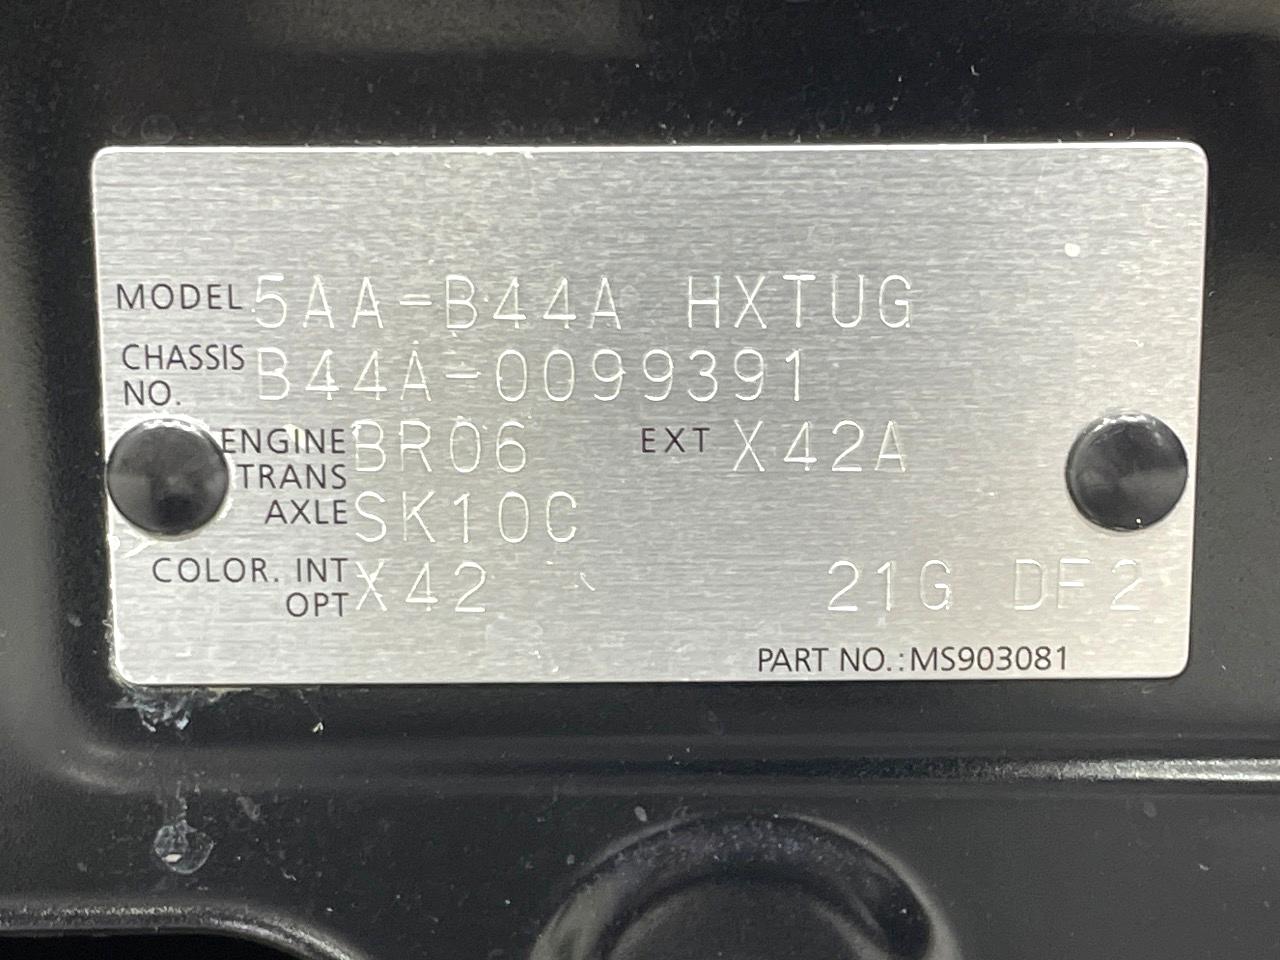 MODEL 5AA-B44A HXTUG
CHASSIS NO. B44A-0099391
ENGINE BR06 EXT X42A
TRANS AXLE SK10C
COLOR. INT OPT X42 21G DF2
PART NO.: MS903081